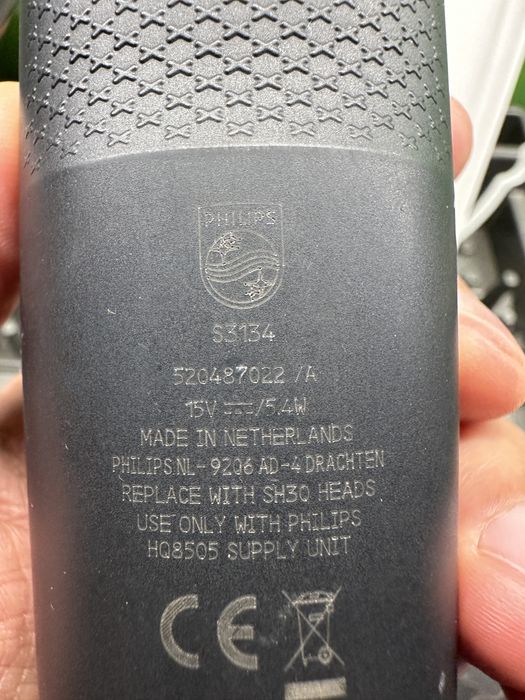 PHILIPS
S3134
520487022 /A
15V ⎓/5.4W
MADE IN NETHERLANDS
PHILIPS NL-9206 AD-4 DRACHTEN
REPLACE WITH SH30 HEADS
USE ONLY WITH PHILIPS
HQ8505 SUPPLY UNIT
CE